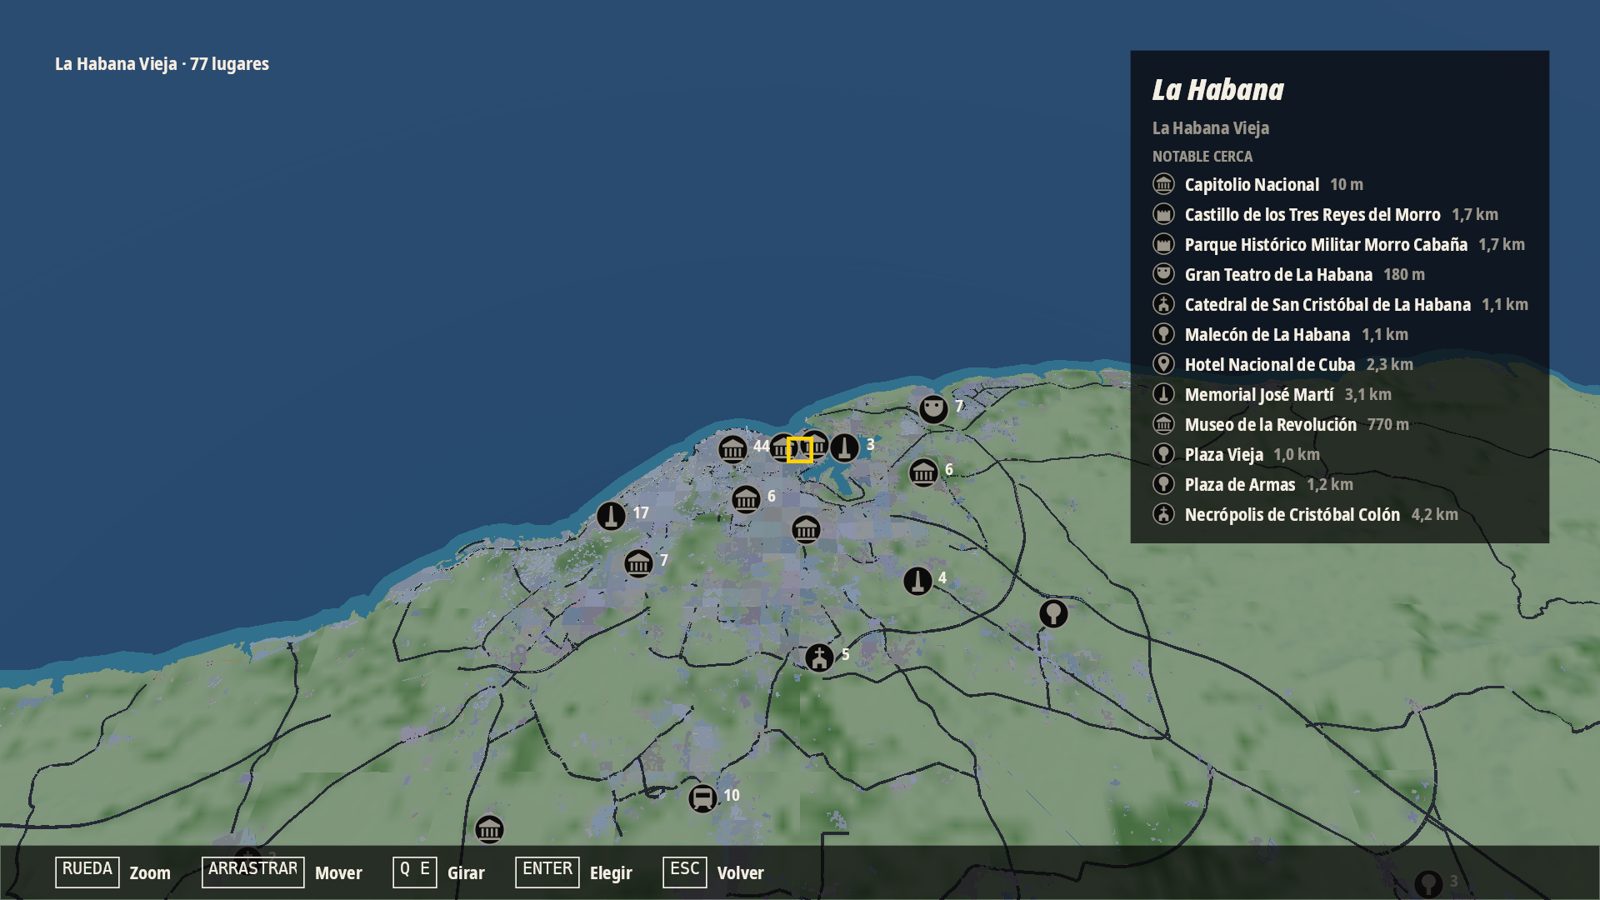 La Habana Vieja · 77 lugares
La Habana
La Habana Vieja
NOTABLE CERCA
Capitolio Nacional 10 m
Castillo de los Tres Reyes del Morro 1,7 km
Parque Histórico Militar Morro Cabaña 1,7 km
Gran Teatro de La Habana 180 m
Catedral de San Cristóbal de La Habana 1,1 km
Malecón de La Habana 1,1 km
Hotel Nacional de Cuba 2,3 km
Memorial José Martí 3,1 km
Museo de la Revolución 770 m
Plaza Vieja 1,0 km
Plaza de Armas 1,2 km
Necrópolis de Cristóbal Colón 4,2 km
7
44
3
6
6
17
7
4
5
10
3
RUEDA Zoom ARRASTRAR Mover Q E Girar ENTER Elegir ESC Volver